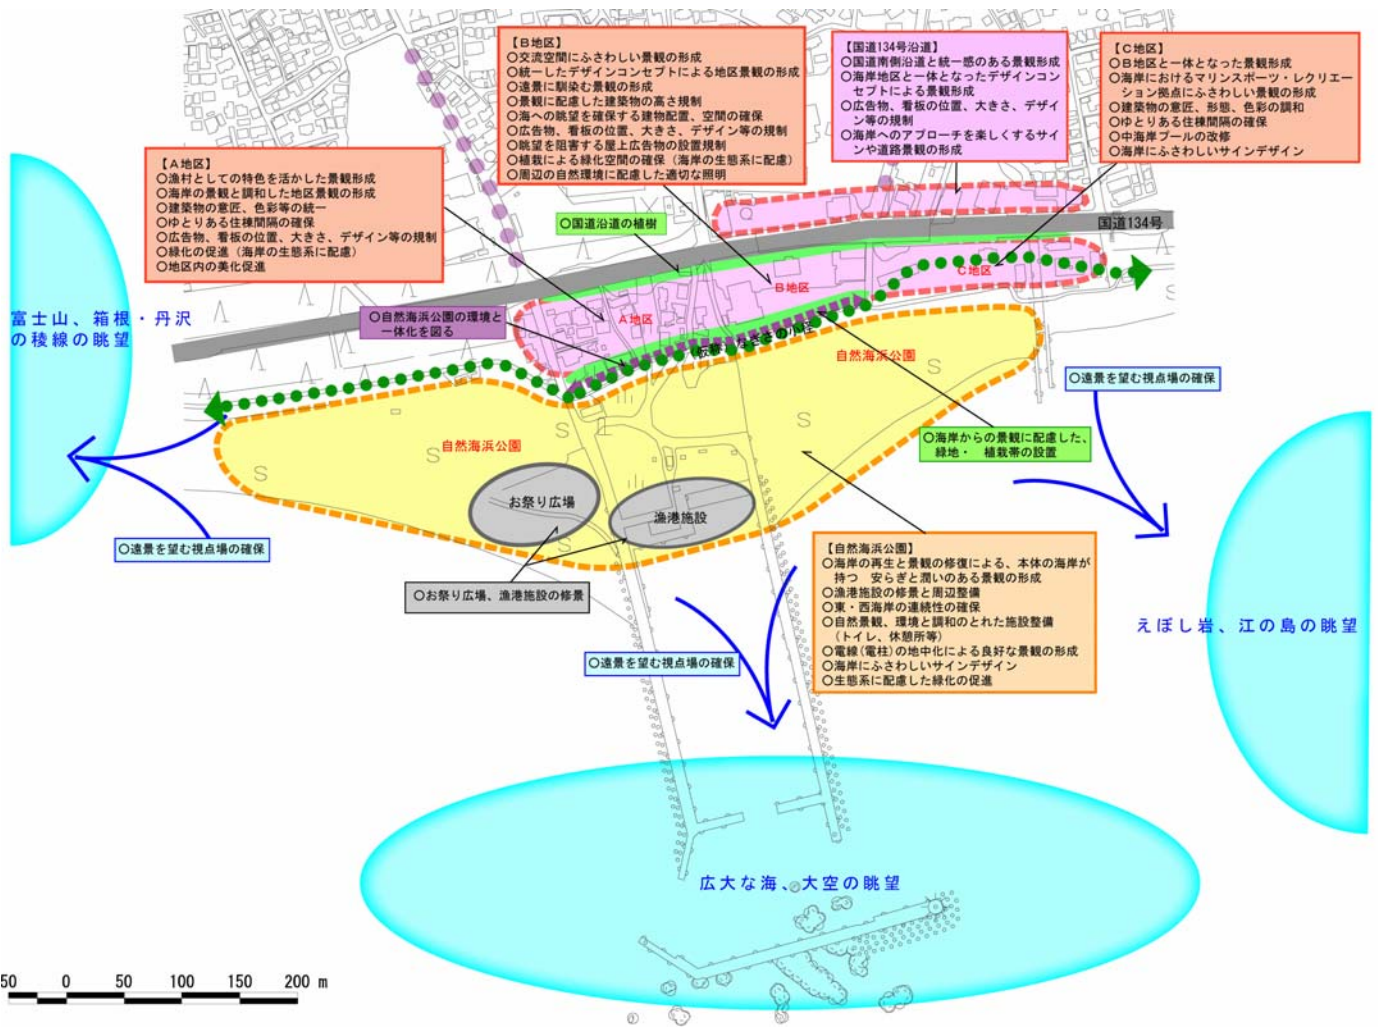 【B地区】
○交流空間にふさわしい景観の形成
○統一したデザインコンセプトによる地区景観の形成
○遠景に馴染む景観の形成
○景観に配慮した建築物の高さ規制
○海への眺望を確保する建物配置、空間の確保
○広告物、看板の位置、大きさ、デザイン等の規制
○眺望を阻害する屋上広告物の設置規制
○植栽による緑化空間の確保（海岸の生態系に配慮）
○周辺の自然環境に配慮した適切な照明
【国道134号沿道】
○国道南側沿道と統一感のある景観形成
○海岸地区と一体となったデザインコン
セプトによる景観形成
○広告物、看板の位置、大きさ、デザイ
ン等の規制
○海岸へのアプローチを楽しくするサイ
ンや道路景観の形成
【C地区】
○B地区と一体となった景観形成
○海岸におけるマリンスポーツ・レクリエー
ション拠点にふさわしい景観の形成
○建築物の意匠、形態、色彩の調和
○ゆとりある住棟間隔の確保
○中海岸プールの改修
○海岸にふさわしいサインデザイン
【A地区】
○漁村としての特色を活かした景観形成
○海岸の景観と調和した地区景観の形成
○建築物の意匠、色彩等の統一
○ゆとりある住棟間隔の確保
○広告物、看板の位置、大きさ、デザイン等の規制
○緑化の促進（海岸の生態系に配慮）
○地区内の美化促進
○国道沿道の植樹
国道134号
C地区
B地区
A地区
富士山、箱根・丹沢
の稜線の眺望
○自然海浜公園の環境と
一体化を図る
（仮称）なぎさの小径
自然海浜公園
○遠景を望む視点場の確保
自然海浜公園
○海岸からの景観に配慮した、
緑地・　植栽帯の設置
お祭り広場
漁港施設
○遠景を望む視点場の確保
○お祭り広場、漁港施設の修景
【自然海浜公園】
○海岸の再生と景観の修復による、本体の海岸が
持つ　安らぎと潤いのある景観の形成
○漁港施設の修景と周辺整備
○東・西海岸の連続性の確保
○自然景観、環境と調和のとれた施設整備
（トイレ、休憩所等）
○電線（電柱）の地中化による良好な景観の形成
○海岸にふさわしいサインデザイン
○生態系に配慮した緑化の促進
えぼし岩、江の島の眺望
○遠景を望む視点場の確保
広大な海、大空の眺望
50 0 50 100 150 200 m